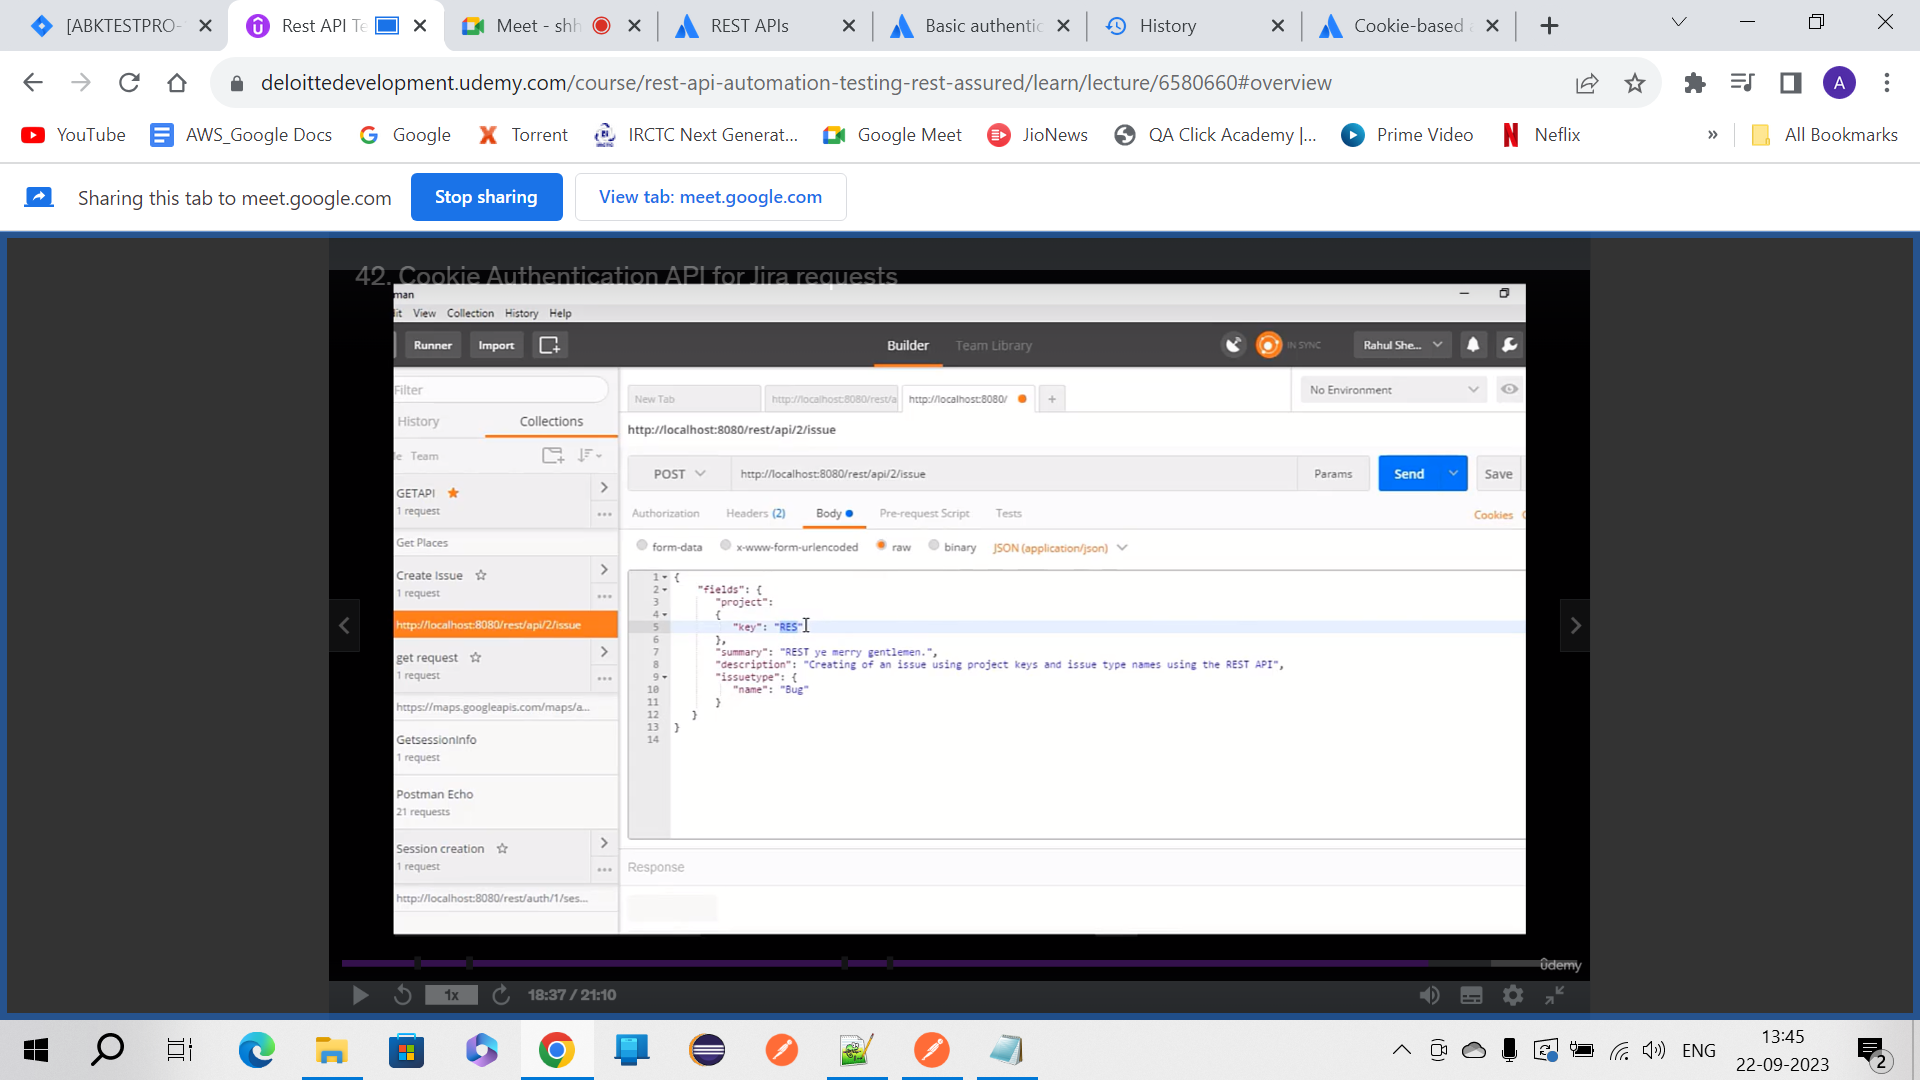 [ABKTESTPRO-
Rest API Te
Meet - shh
REST APIs
Basic authentic
History
Cookie-based a
deloittedevelopment.udemy.com/course/rest-api-automation-testing-rest-assured/learn/lecture/6580660#overview
A
YouTube
AWS_Google Docs
Google
Torrent
IRCTC Next Generat...
Google Meet
JioNews
QA Click Academy |...
Prime Video
Neflix
»
All Bookmarks
Sharing this tab to meet.google.com
Stop sharing
View tab: meet.google.com
42. Cookie Authentication API for Jira requests
man
it View Collection History Help
Runner
Import
Builder
Team Library
IN SYNC
Rahul She...
Filter
New Tab
http://localhost:8080/rest/a
http://localhost:8080/
+
No Environment
History
Collections
http://localhost:8080/rest/api/2/issue
Team
POST
http://localhost:8080/rest/api/2/issue
Params
Send
Save
GETAPI
1 request
Authorization
Headers (2)
Body
Pre-request Script
Tests
Cookies
Get Places
form-data
x-www-form-urlencoded
raw
binary
JSON (application/json)
Create Issue
1 request
http://localhost:8080/rest/api/2/issue
get request
1 request
https://maps.googleapis.com/maps/a...
GetsessionInfo
1 request
Postman Echo
21 requests
Session creation
1 request
http://localhost:8080/rest/auth/1/ses...
1 {
2 "fields": {
3 "project":
4 {
5 "key": "RES"
6 },
7 "summary": "REST ye merry gentlemen.",
8 "description": "Creating of an issue using project keys and issue type names using the REST API",
9 "issuetype": {
10 "name": "Bug"
11 }
12 }
13 }
14
Response
ûdemy
1x
18:37 / 21:10
ENG
13:45
22-09-2023
2